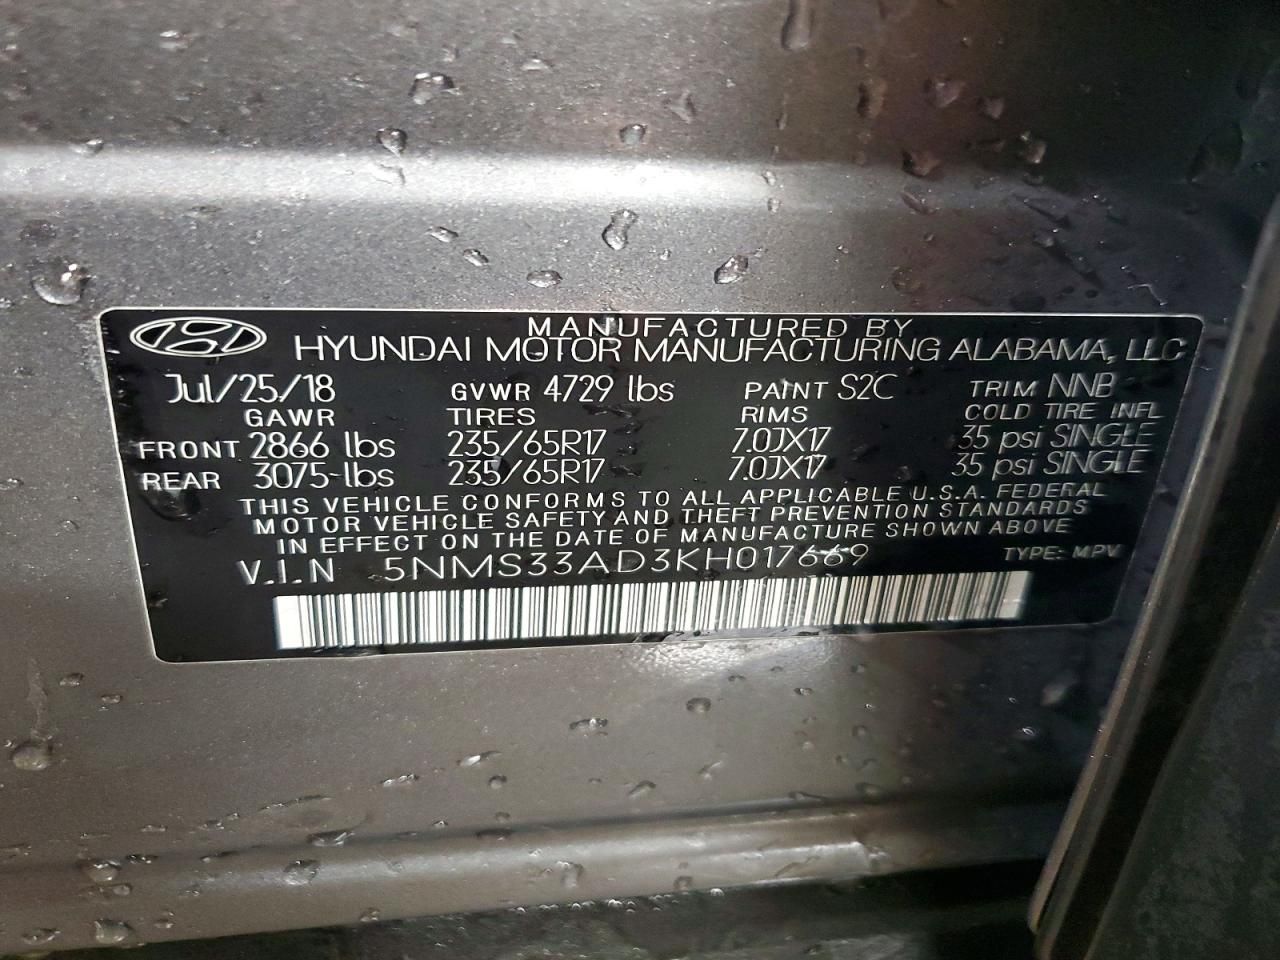 MANUFACTURED BY
HYUNDAI MOTOR MANUFACTURING ALABAMA, LLC
Jul/25/18 GVWR 4729 lbs PAINT S2C TRIM NNB
GAWR TIRES RIMS COLD TIRE INFL
FRONT 2866 lbs 235/65R17 7.0JX17 35 psi SINGLE
REAR 3075 lbs 235/65R17 7.0JX17 35 psi SINGLE
THIS VEHICLE CONFORMS TO ALL APPLICABLE U.S.A. FEDERAL
MOTOR VEHICLE SAFETY AND THEFT PREVENTION STANDARDS
IN EFFECT ON THE DATE OF MANUFACTURE SHOWN ABOVE
V.I.N 5NMS33AD3KH017669 TYPE: MPV